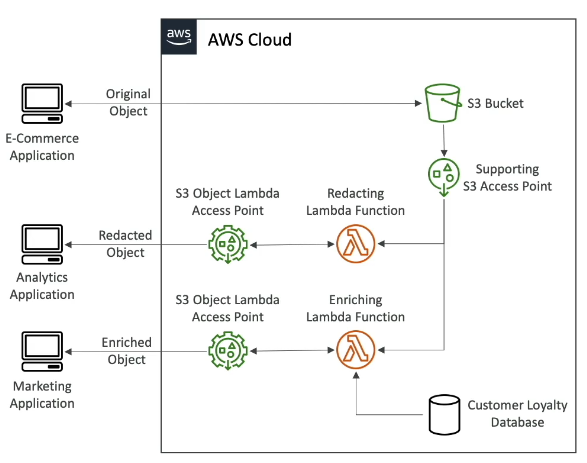 aws
AWS Cloud
Original
Object
S3 Bucket
E-Commerce
Application
Supporting
S3 Access Point
S3 Object Lambda
Access Point
Redacting
Lambda Function
Redacted
Object
Analytics
Application
S3 Object Lambda
Access Point
Enriching
Lambda Function
Enriched
Object
Marketing
Application
Customer Loyalty
Database